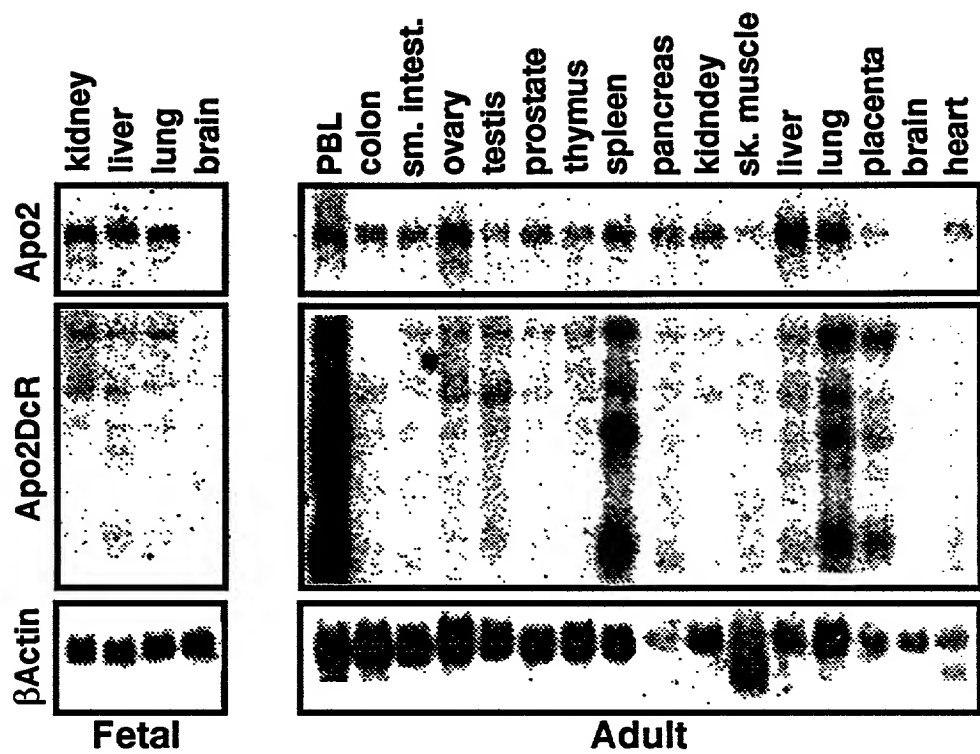 kidney
liver
lung
brain
PBL
colon
sm. intest.
ovary
testis
prostate
thymus
spleen
pancreas
kidndey
sk. muscle
liver
lung
placenta
brain
heart
Apo2
Apo2DcR
βActin
Fetal
Adult